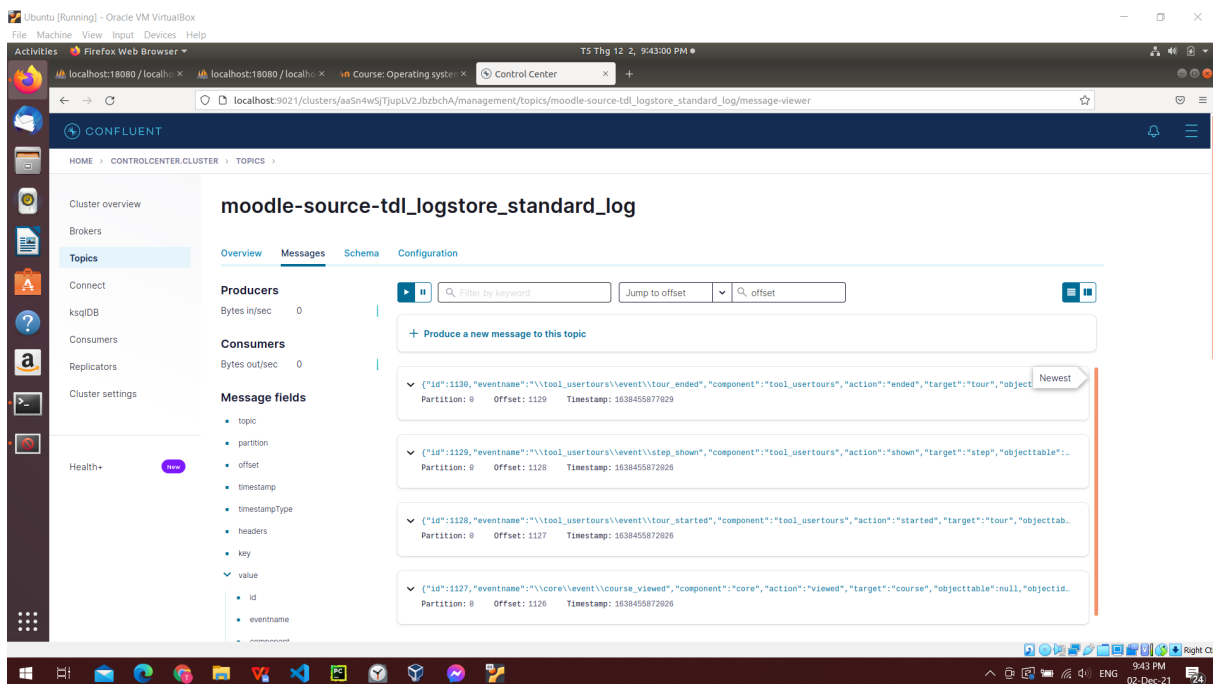 Ubuntu [Running] - Oracle VM VirtualBox
File Machine View Input Devices Help
Activities Firefox Web Browser T5 Thg 12 2, 9:43:00 PM
localhost:18080 / localho localhost:18080 / localho Course: Operating system Control Center
localhost:9021/clusters/aaSn4wSjTjupLV2JbzbchA/management/topics/moodle-source-tdl_logstore_standard_log/message-viewer
CONFLUENT
HOME > CONTROLCENTER.CLUSTER > TOPICS >
Cluster overview
Brokers
Topics
Connect
ksqlDB
Consumers
Replicators
Cluster settings
Health+ New
moodle-source-tdl_logstore_standard_log
Overview Messages Schema Configuration
Producers
Bytes in/sec 0
Consumers
Bytes out/sec 0
Message fields
topic
partition
offset
timestamp
timestampType
headers
key
value
id
eventname
component
Filter by keyword Jump to offset offset
+ Produce a new message to this topic
Newest
{"id":1130,"eventname":"\\tool_usertours\\event\\tour_ended","component":"tool_usertours","action":"ended","target":"tour","object
Partition: 0 Offset: 1129 Timestamp: 1638455877029
{"id":1129,"eventname":"\\tool_usertours\\event\\step_shown","component":"tool_usertours","action":"shown","target":"step","objecttable":…
Partition: 0 Offset: 1128 Timestamp: 1638455872026
{"id":1128,"eventname":"\\tool_usertours\\event\\tour_started","component":"tool_usertours","action":"started","target":"tour","objecttab…
Partition: 0 Offset: 1127 Timestamp: 1638455872026
{"id":1127,"eventname":"\\core\\event\\course_viewed","component":"core","action":"viewed","target":"course","objecttable":null,"objectid…
Partition: 0 Offset: 1126 Timestamp: 1638455872026
Right Ct
ENG 9:43 PM
02-Dec-21 24